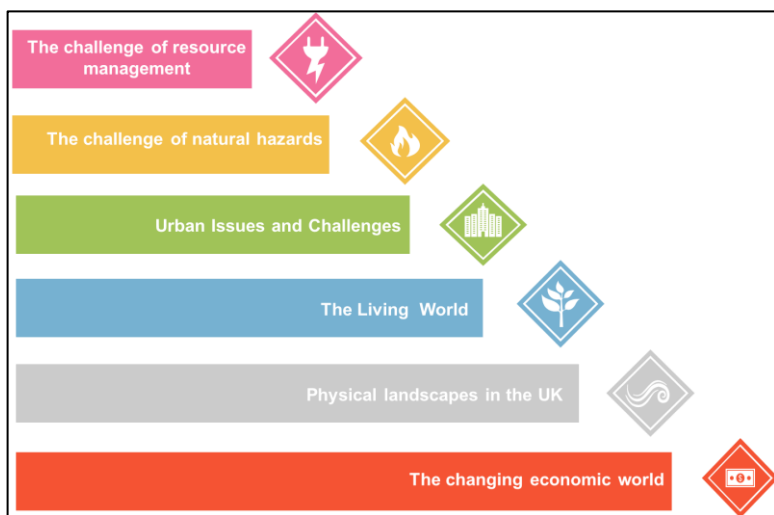 The challenge of resource
management
The challenge of natural hazards
Urban Issues and Challenges
The Living World
Physical landscapes in the UK
The changing economic world